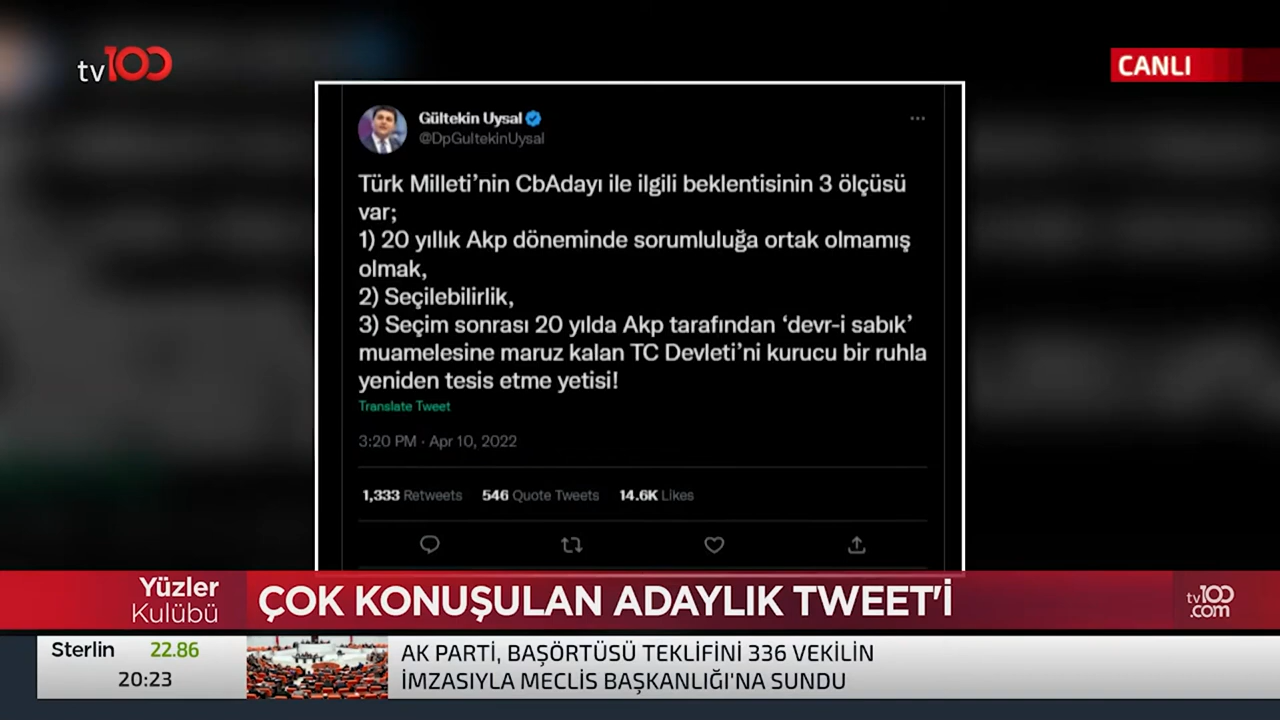 tv100
CANLI
Gültekin Uysal
@DpGultekinUysal
Türk Milleti’nin CbAdayı ile ilgili beklentisinin 3 ölçüsü
var;
1) 20 yıllık Akp döneminde sorumluluğa ortak olmamış
olmak,
2) Seçilebilirlik,
3) Seçim sonrası 20 yılda Akp tarafından ‘devr-i sabık’
muamelesine maruz kalan TC Devleti’ni kurucu bir ruhla
yeniden tesis etme yetisi!
Translate Tweet
3:20 PM · Apr 10, 2022
1,333 Retweets 546 Quote Tweets 14.6K Likes
Yüzler
Kulübü
ÇOK KONUŞULAN ADAYLIK TWEET'İ
tv100
.com
Sterlin 22.86
20:23
AK PARTİ, BAŞÖRTÜSÜ TEKLİFİNİ 336 VEKİLİN
İMZASIYLA MECLİS BAŞKANLIĞI'NA SUNDU